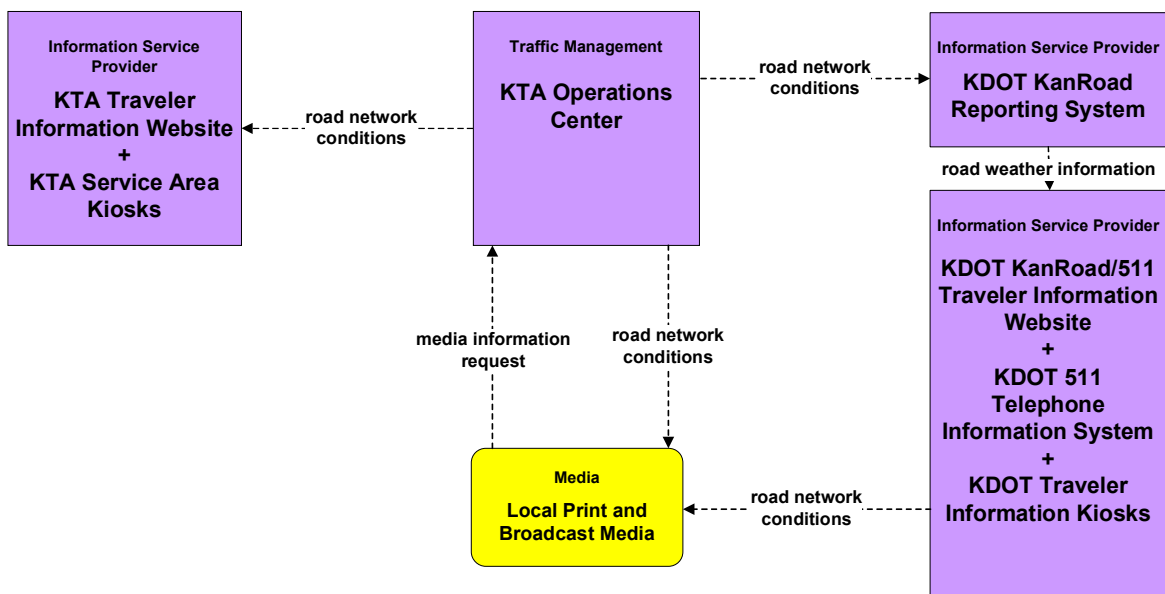 Information Service
Provider
KTA Traveler
Information Website
+
KTA Service Area
Kiosks
road network
conditions
Traffic Management
KTA Operations
Center
road network
conditions
Information Service Provider
KDOT KanRoad
Reporting System
road weather information
Information Service Provider
KDOT KanRoad/511
Traveler Information
Website
+
KDOT 511
Telephone
Information System
+
KDOT Traveler
Information Kiosks
media information
request
road network
conditions
Media
Local Print and
Broadcast Media
road network
conditions